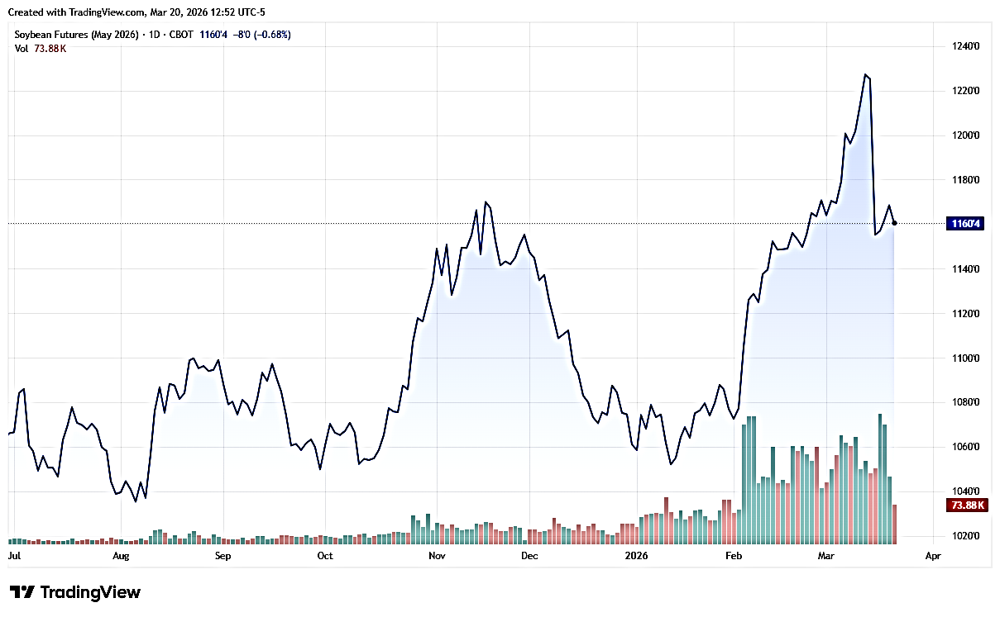 Created with TradingView.com, Mar 20, 2026 12:52 UTC-5
Soybean Futures (May 2026) · 1D · CBOT 1160'4 −8'0 (−0.68%)
Vol 73.88K
1240'0
1220'0
1200'0
1180'0
1160'4
1140'0
1120'0
1100'0
1080'0
1060'0
1040'0
73.88K
1020'0
Jul Aug Sep Oct Nov Dec 2026 Feb Mar Apr
TradingView